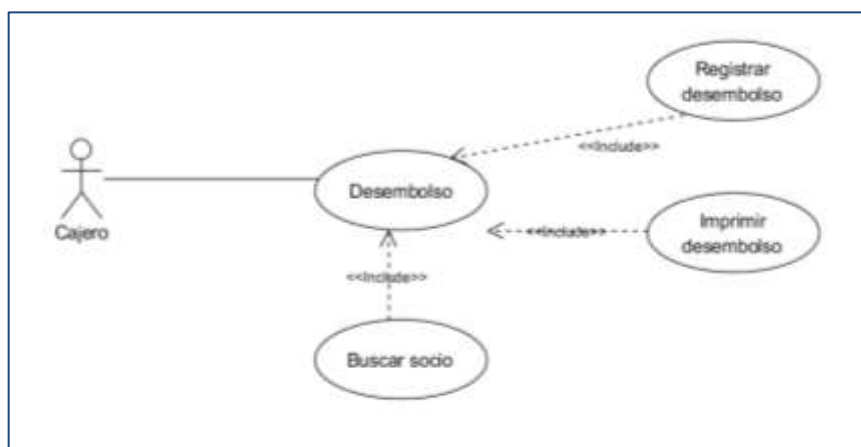 Registrar
desembolso
<<Include>>
Desembolso
Cajero
<<Include>>
Imprimir
desembolso
<<Include>>
Buscar socio